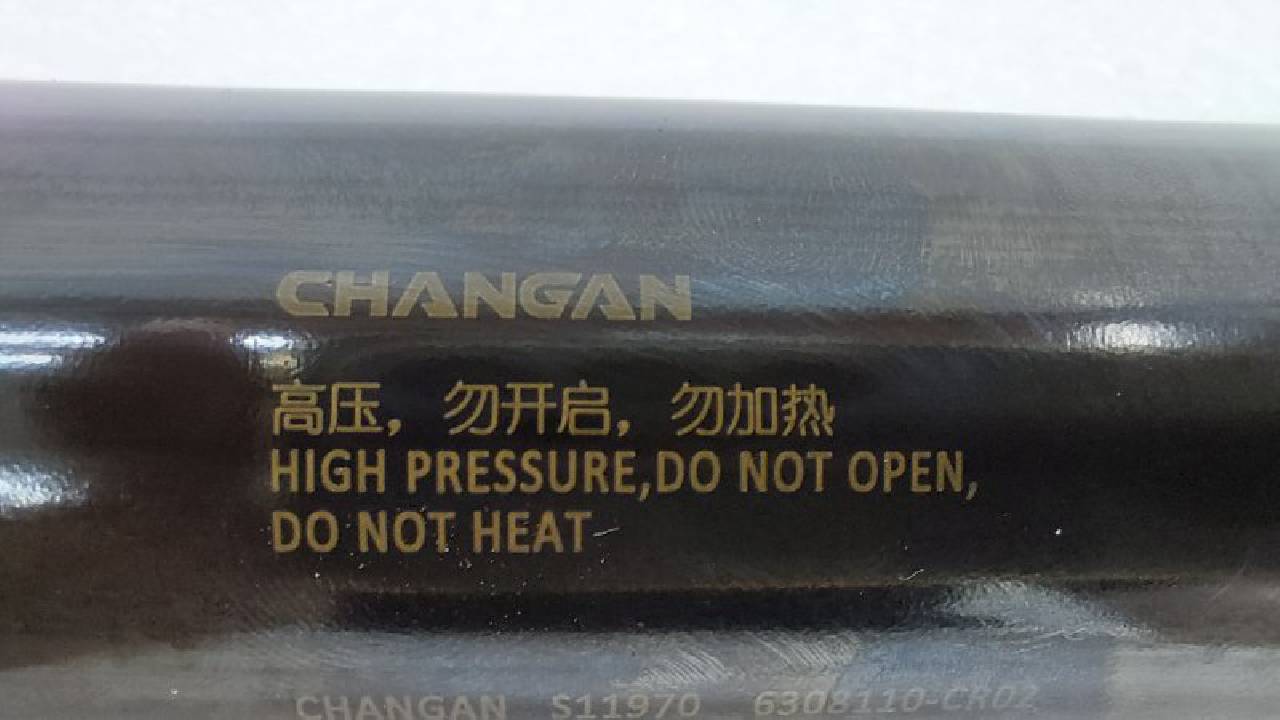 CHANGAN
高压，勿开启，勿加热
HIGH PRESSURE,DO NOT OPEN,
DO NOT HEAT
CHANGAN S11970 6308110-CR02